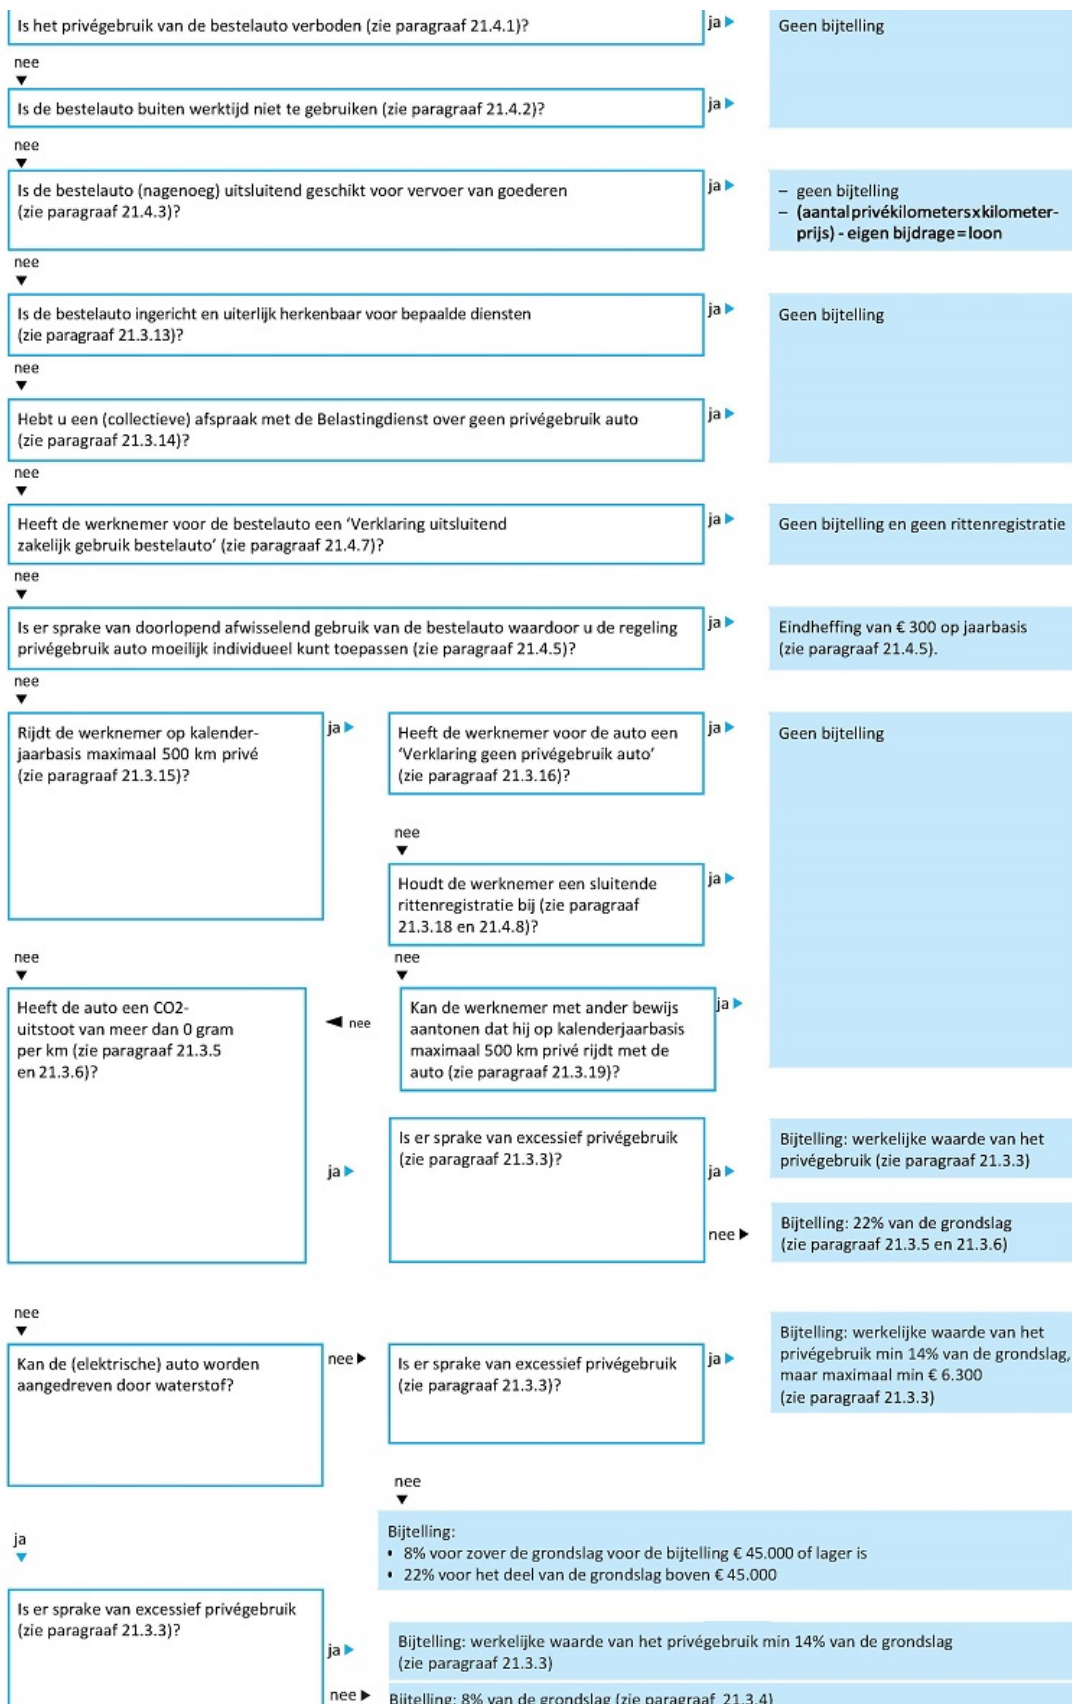 Is het privégebruik van de bestelauto verboden (zie paragraaf 21.4.1)?
ja
Geen bijtelling
nee
Is de bestelauto buiten werktijd niet te gebruiken (zie paragraaf 21.4.2)?
ja
nee
Is de bestelauto (nagenoeg) uitsluitend geschikt voor vervoer van goederen
(zie paragraaf 21.4.3)?
ja
– geen bijtelling
– (aantal privékilometers x kilometer-
prijs) - eigen bijdrage = loon
nee
Is de bestelauto ingericht en uiterlijk herkenbaar voor bepaalde diensten
(zie paragraaf 21.3.13)?
ja
Geen bijtelling
nee
Hebt u een (collectieve) afspraak met de Belastingdienst over geen privégebruik auto
(zie paragraaf 21.3.14)?
ja
nee
Heeft de werknemer voor de bestelauto een ‘Verklaring uitsluitend
zakelijk gebruik bestelauto’ (zie paragraaf 21.4.7)?
ja
Geen bijtelling en geen rittenregistratie
nee
Is er sprake van doorlopend afwisselend gebruik van de bestelauto waardoor u de regeling
privégebruik auto moeilijk individueel kunt toepassen (zie paragraaf 21.4.5)?
ja
Eindheffing van € 300 op jaarbasis
(zie paragraaf 21.4.5).
nee
Rijdt de werknemer op kalender-
jaarbasis maximaal 500 km privé
(zie paragraaf 21.3.15)?
ja
Heeft de werknemer voor de auto een
‘Verklaring geen privégebruik auto’
(zie paragraaf 21.3.16)?
ja
Geen bijtelling
nee
Houdt de werknemer een sluitende
rittenregistratie bij (zie paragraaf
21.3.18 en 21.4.8)?
ja
nee
nee
Heeft de auto een CO2-
uitstoot van meer dan 0 gram
per km (zie paragraaf 21.3.5
en 21.3.6)?
nee
Kan de werknemer met ander bewijs
aantonen dat hij op kalenderjaarbasis
maximaal 500 km privé rijdt met de
auto (zie paragraaf 21.3.19)?
ja
ja
Is er sprake van excessief privégebruik
(zie paragraaf 21.3.3)?
ja
Bijtelling: werkelijke waarde van het
privégebruik (zie paragraaf 21.3.3)
nee
Bijtelling: 22% van de grondslag
(zie paragraaf 21.3.5 en 21.3.6)
nee
Kan de (elektrische) auto worden
aangedreven door waterstof?
nee
Is er sprake van excessief privégebruik
(zie paragraaf 21.3.3)?
ja
Bijtelling: werkelijke waarde van het
privégebruik min 14% van de grondslag,
maar maximaal min € 6.300
(zie paragraaf 21.3.3)
nee
Bijtelling:
• 8% voor zover de grondslag voor de bijtelling € 45.000 of lager is
• 22% voor het deel van de grondslag boven € 45.000
ja
Is er sprake van excessief privégebruik
(zie paragraaf 21.3.3)?
ja
Bijtelling: werkelijke waarde van het privégebruik min 14% van de grondslag
(zie paragraaf 21.3.3)
nee
Bijtelling: 8% van de grondslag (zie paragraaf 21.3.4)